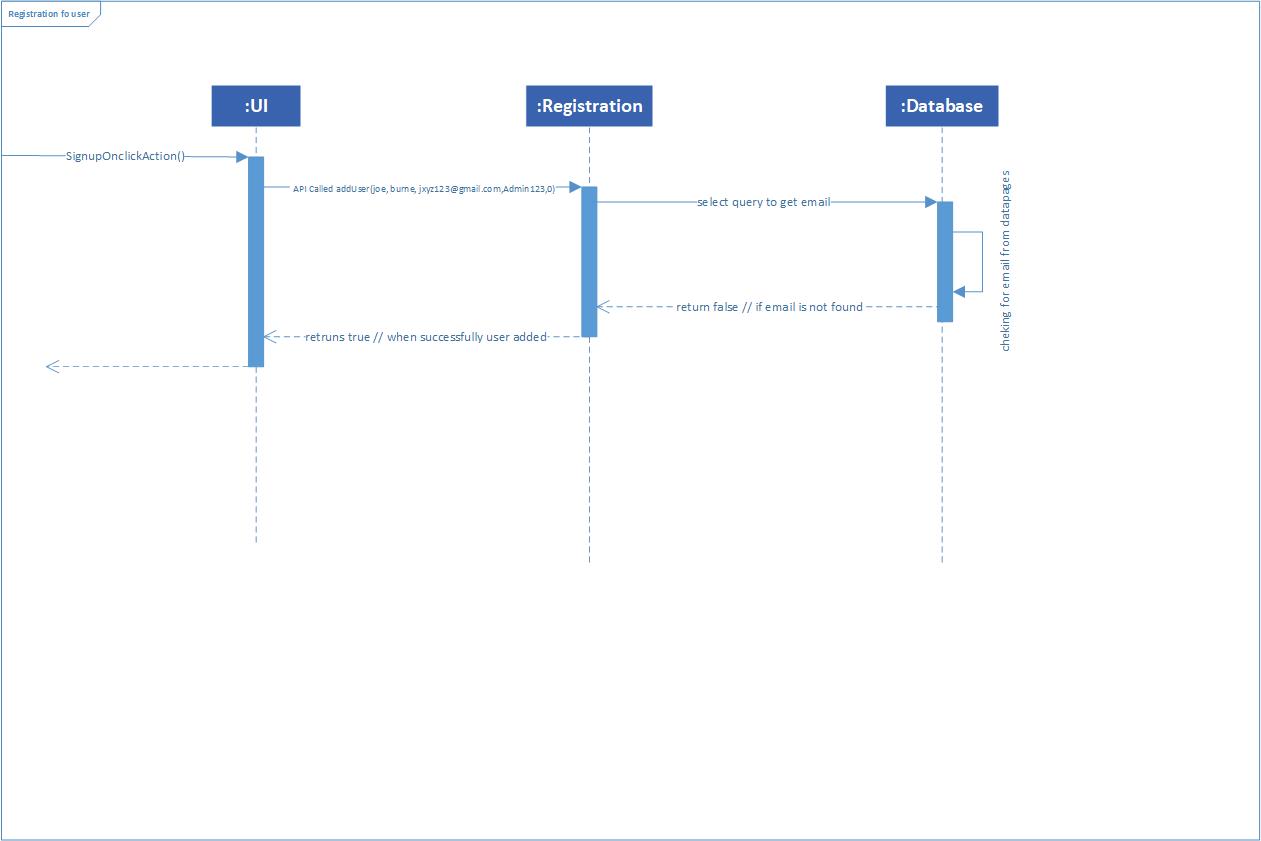 Registration fo user
:UI
:Registration
:Database
SignupOnclickAction()
API Called addUser(joe, burne, jxyz123@gmail.com,Admin123,0)
select query to get email
cheking for email from datapages
return false // if email is not found
retruns true // when successfully user added